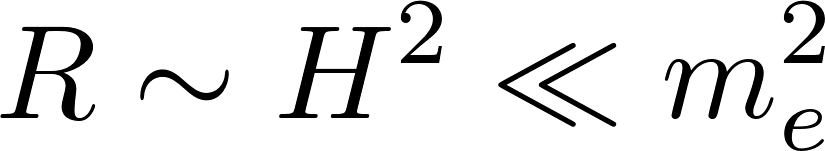 R ∼ H² ≪ mₑ²